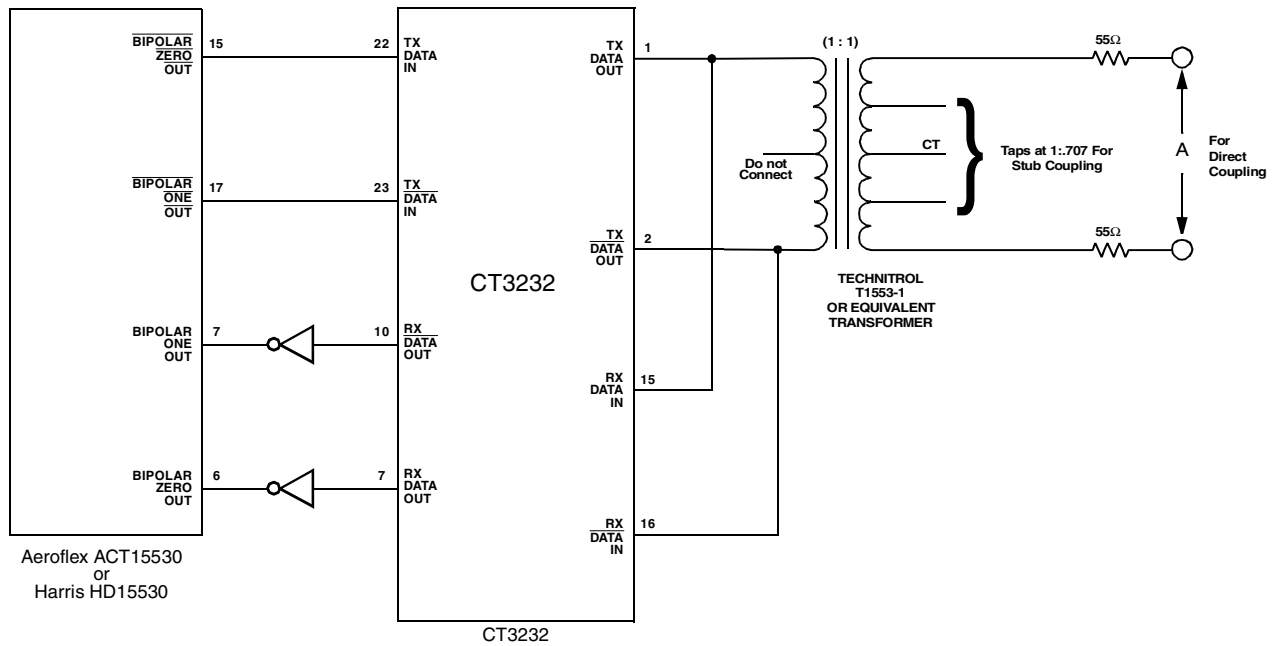 BIPOLAR
ZERO
OUT
15
22
TX
DATA
IN
BIPOLAR
ONE
OUT
17
23
TX
DATA
IN
BIPOLAR
ONE
OUT
7
10
RX
DATA
OUT
BIPOLAR
ZERO
OUT
6
7
RX
DATA
OUT
Aeroflex ACT15530
or
Harris HD15530
CT3232
TX
DATA
OUT
1
TX
DATA
OUT
2
RX
DATA
IN
15
RX
DATA
IN
16
CT3232
(1 : 1)
Do not
Connect
CT
Taps at 1:.707 For
Stub Coupling
TECHNITROL
T1553-1
OR EQUIVALENT
TRANSFORMER
55Ω
55Ω
A
For
Direct
Coupling